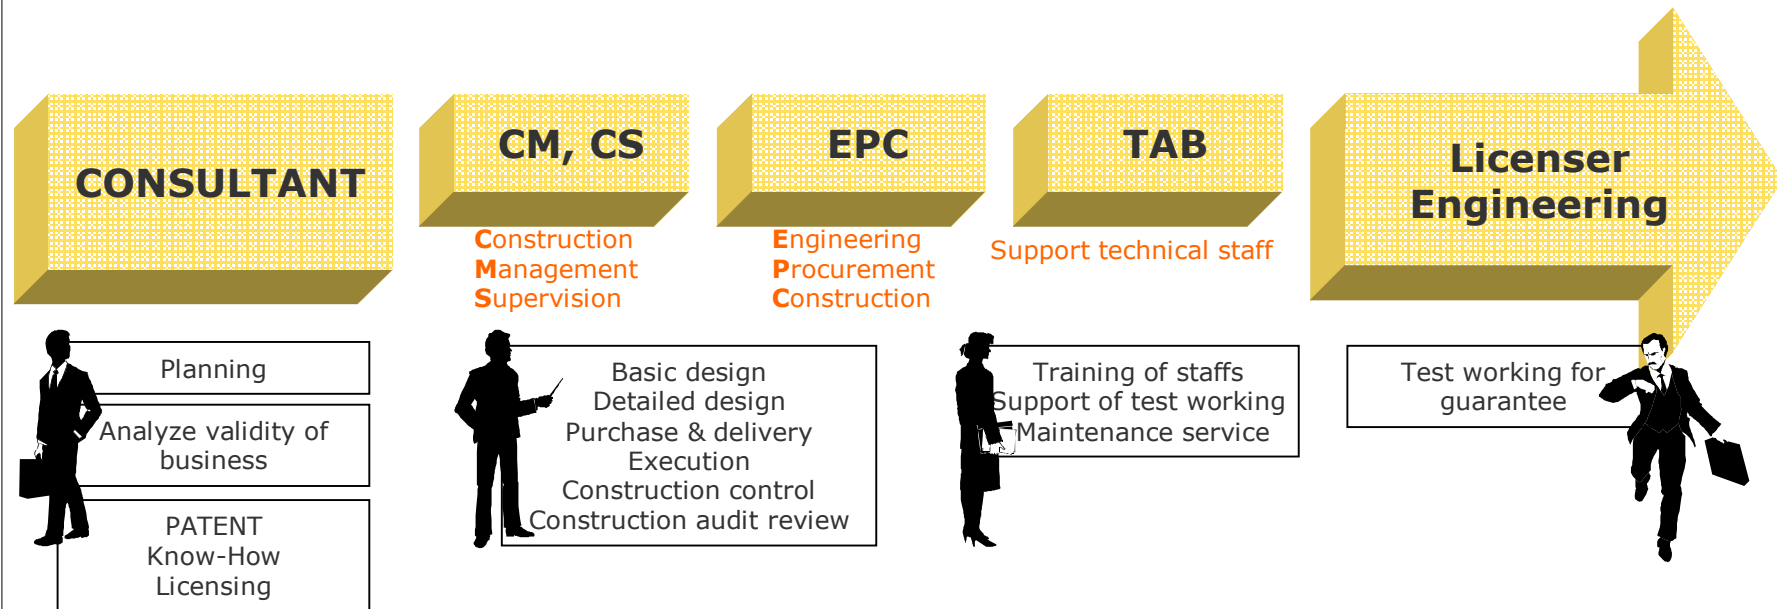 CONSULTANT
CM, CS
EPC
TAB
Licenser
Engineering
Construction
Management
Supervision
Engineering
Procurement
Construction
Support technical staff
Planning
Analyze validity of
business
PATENT
Know-How
Licensing
Basic design
Detailed design
Purchase & delivery
Execution
Construction control
Construction audit review
Training of staffs
Support of test working
Maintenance service
Test working for
guarantee